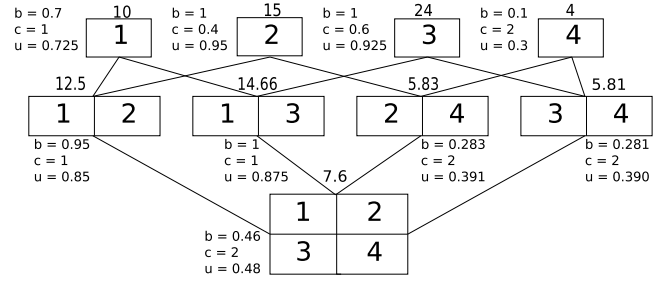 b = 0.7
c = 1
u = 0.725
10
1
b = 1
c = 0.4
u = 0.95
15
2
b = 1
c = 0.6
u = 0.925
24
3
b = 0.1
c = 2
u = 0.3
4
4
12.5
1 2
b = 0.95
c = 1
u = 0.85
14.66
1 3
b = 1
c = 1
u = 0.875
5.83
2 4
b = 0.283
c = 2
u = 0.391
5.81
3 4
b = 0.281
c = 2
u = 0.390
7.6
1 2
3 4
b = 0.46
c = 2
u = 0.48